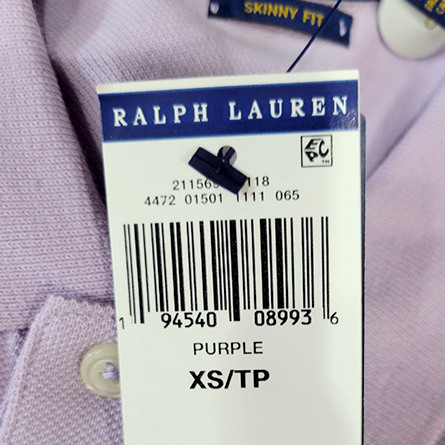 SKINNY FIT
RALPH LAUREN
4472 01501 1111 065
1 94540 08993 6
PURPLE
XS/TP